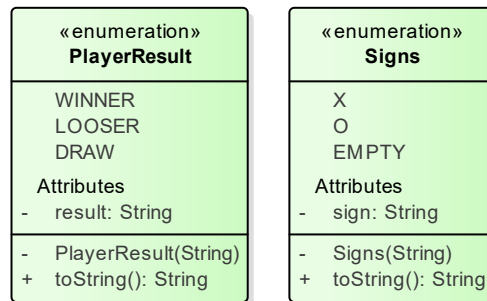 «enumeration»
PlayerResult
WINNER
LOOSER
DRAW
Attributes
- result: String
- PlayerResult(String)
+ toString(): String
«enumeration»
Signs
X
O
EMPTY
Attributes
- sign: String
- Signs(String)
+ toString(): String